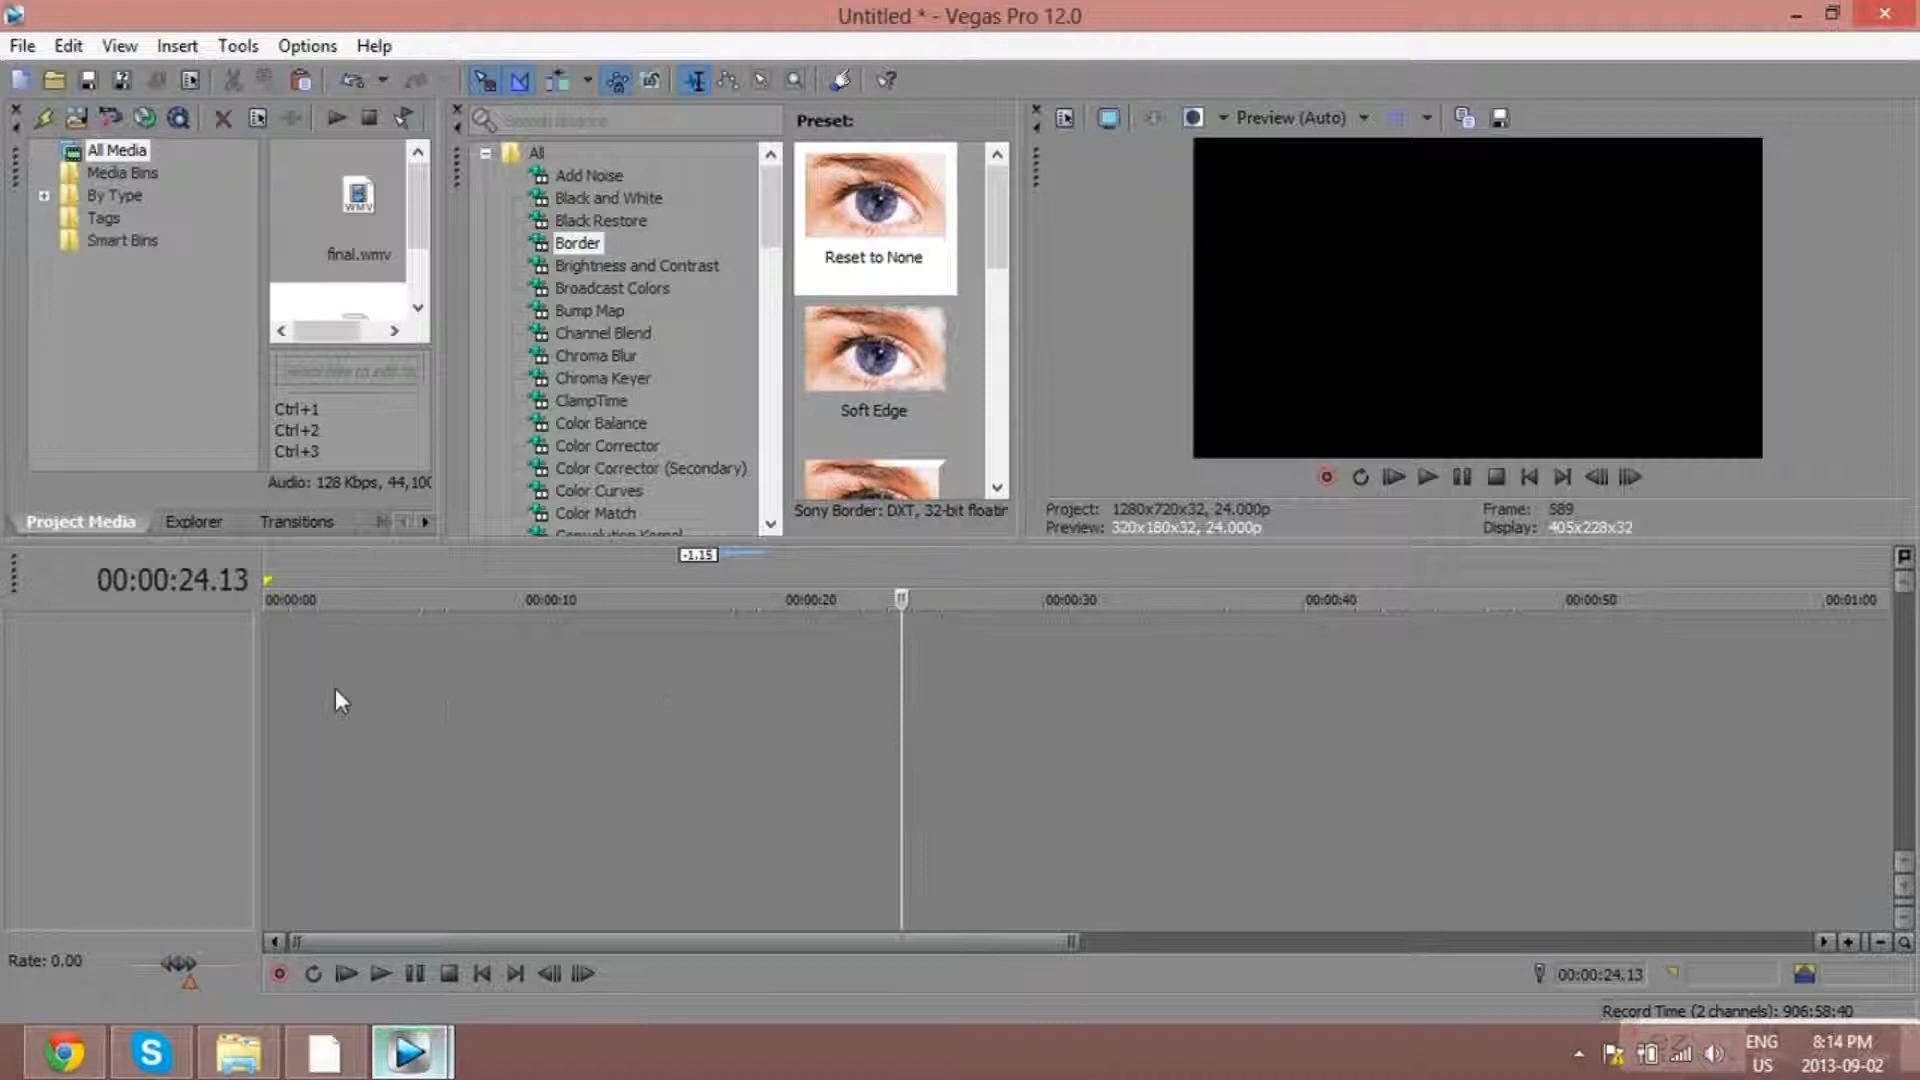 Untitled * - Vegas Pro 12.0
File Edit View Insert Tools Options Help
Preset:
Preview (Auto)
All Media
Media Bins
By Type
Tags
Smart Bins
WMV
final.wmv
Ctrl+1
Ctrl+2
Ctrl+3
Audio: 128 Kbps, 44,100
Project Media Explorer Transitions
All
Add Noise
Black and White
Black Restore
Border
Brightness and Contrast
Broadcast Colors
Bump Map
Channel Blend
Chroma Blur
Chroma Keyer
ClampTime
Color Balance
Color Corrector
Color Corrector (Secondary)
Color Curves
Color Match
Convolution Kernel
Reset to None
Soft Edge
Sony Border: DXT, 32-bit floatin
Project: 1280x720x32, 24.000p
Preview: 320x180x32, 24.000p
Frame: 589
Display: 405x228x32
-1.15
00:00:24.13
00:00:00 00:00:10 00:00:20 00:00:30 00:00:40 00:00:50 00:01:00
Rate: 0.00
00:00:24.13
Record Time (2 channels): 906:58:40
ENG
US
8:14 PM
2013-09-02